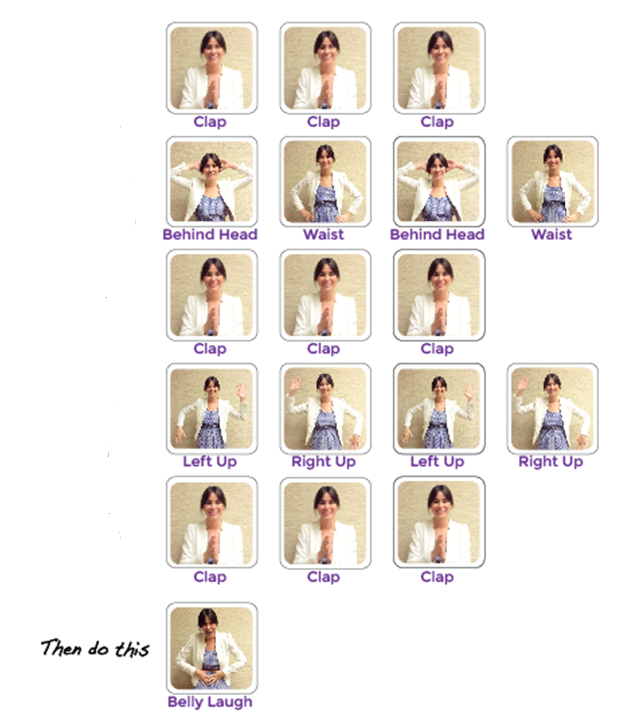 Clap Clap Clap
Behind Head Waist Behind Head Waist
Clap Clap Clap
Left Up Right Up Left Up Right Up
Clap Clap Clap
Then do this
Belly Laugh